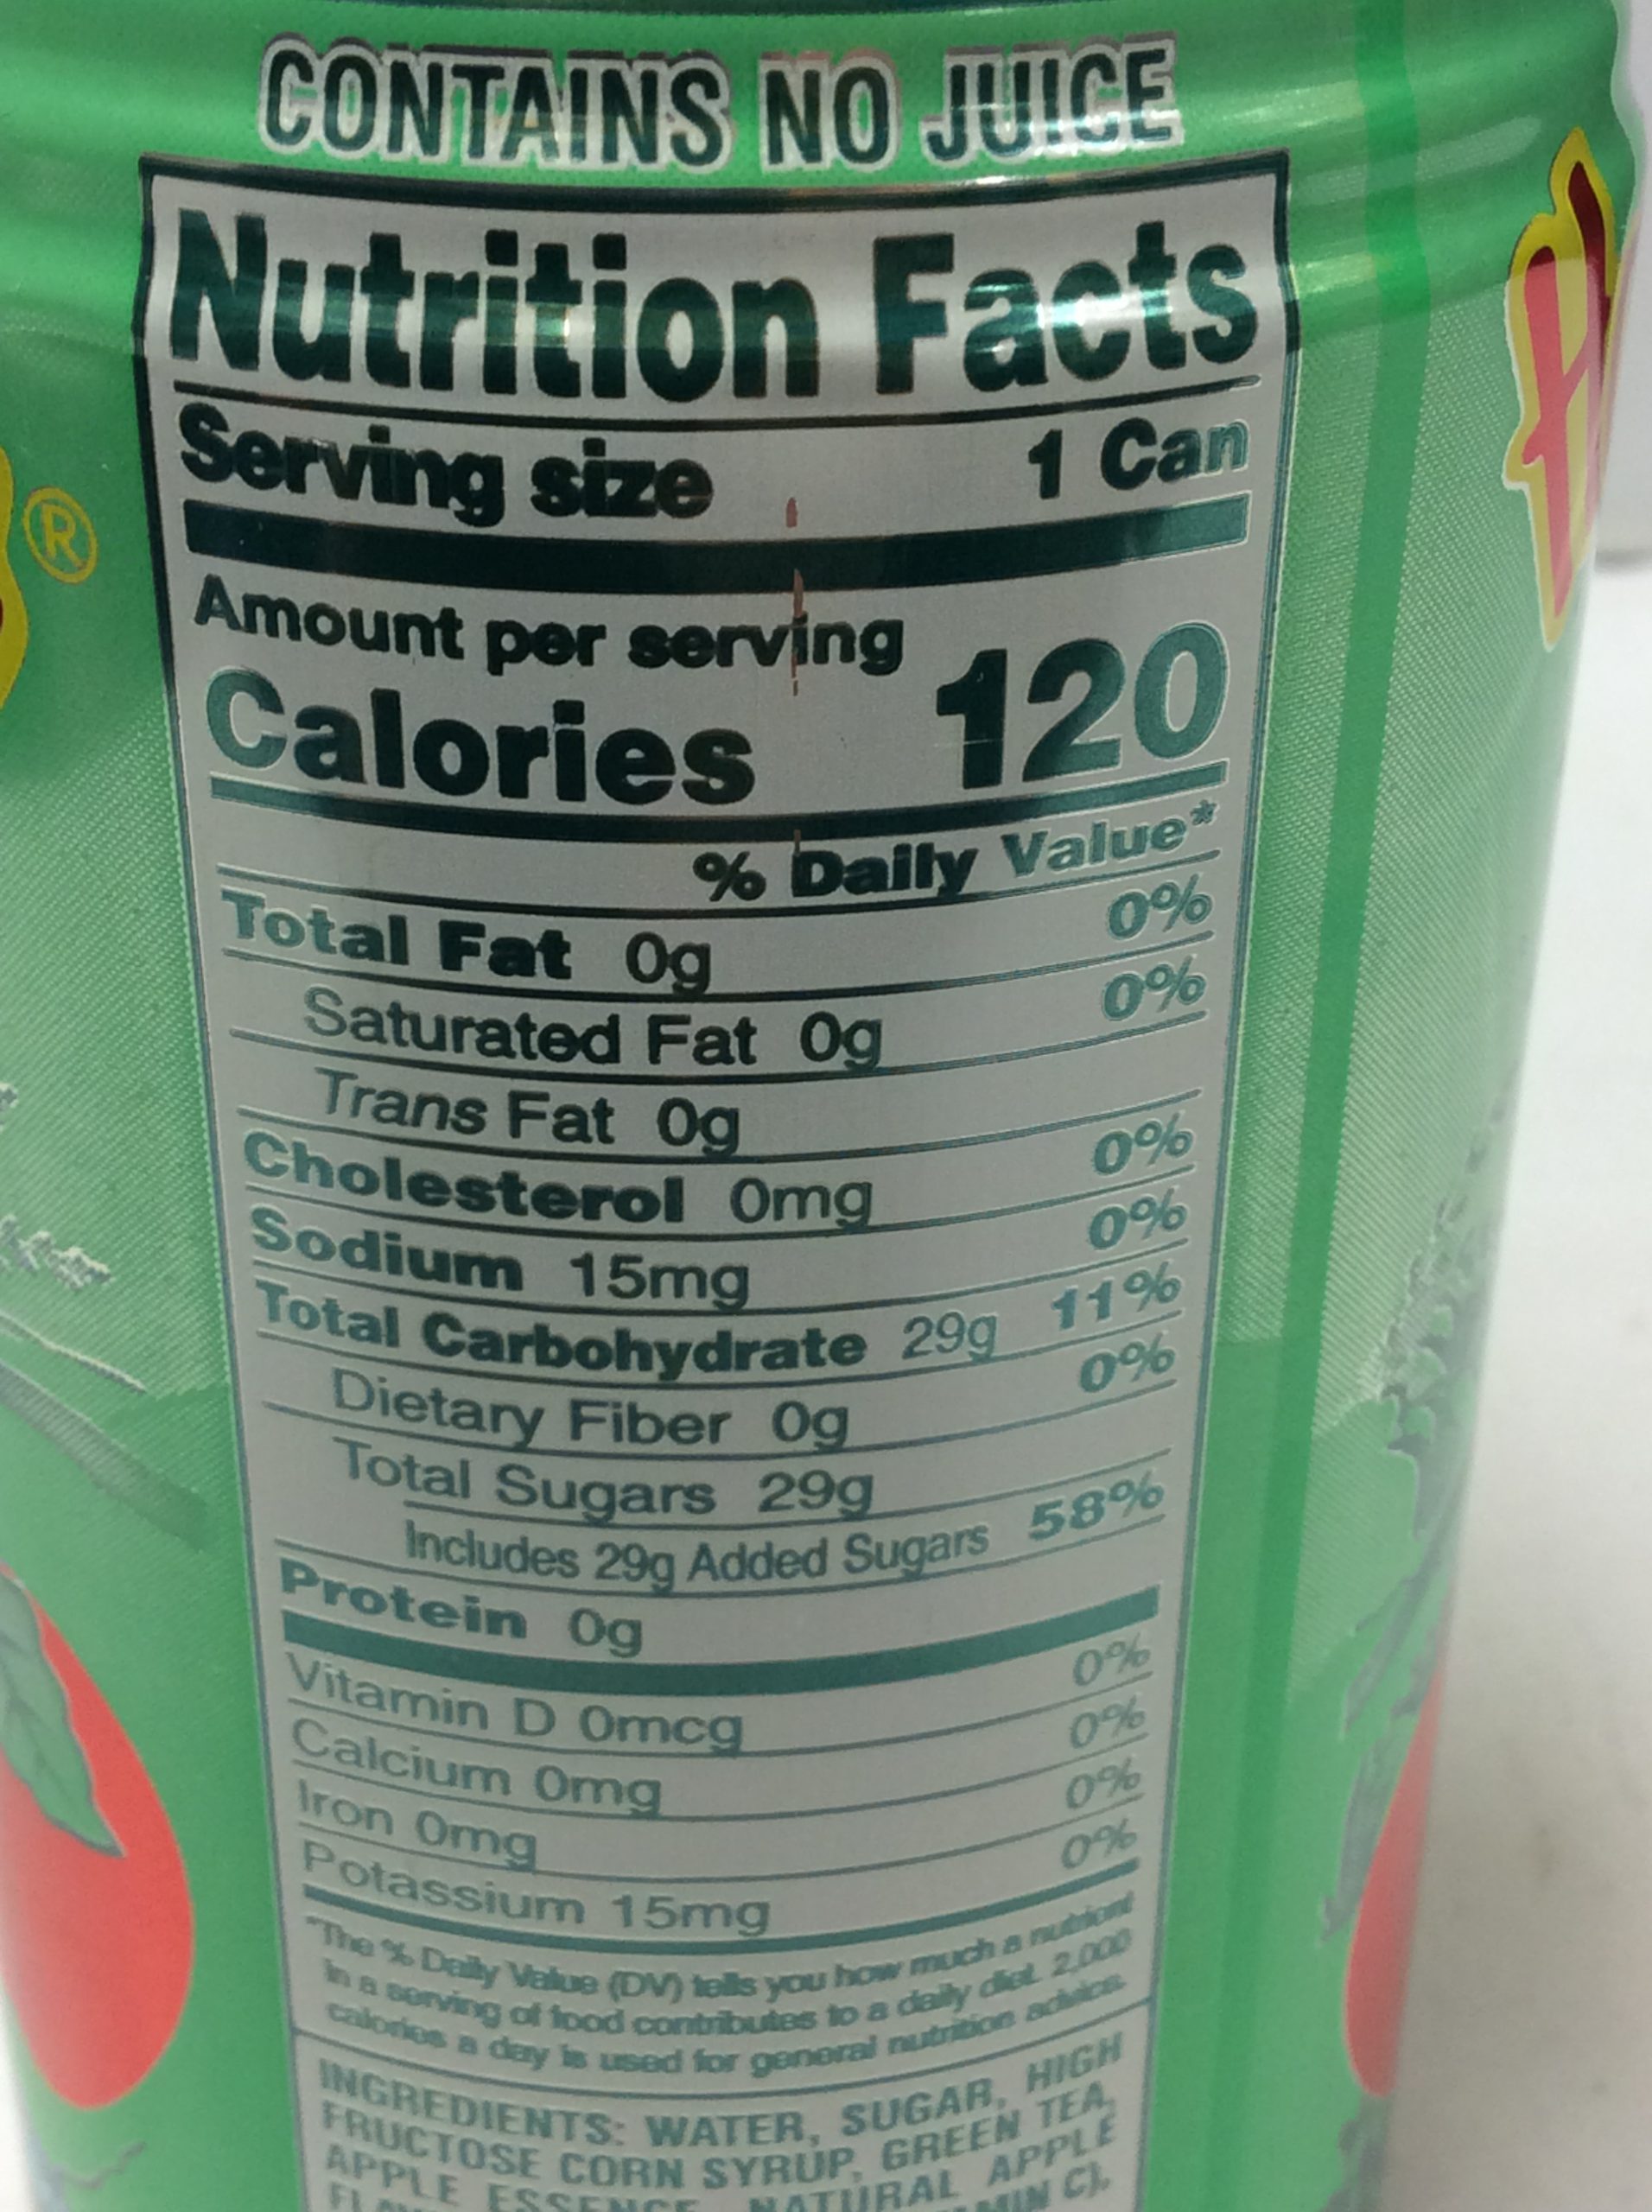 CONTAINS NO JUICE
Nutrition Facts
Serving size 1 Can
Amount per serving
Calories 120
% Daily Value*
Total Fat 0g 0%
Saturated Fat 0g 0%
Trans Fat 0g
Cholesterol 0mg 0%
Sodium 15mg 0%
Total Carbohydrate 29g 11%
Dietary Fiber 0g 0%
Total Sugars 29g
Includes 29g Added Sugars 58%
Protein 0g
Vitamin D 0mcg 0%
Calcium 0mg 0%
Iron 0mg 0%
Potassium 15mg 0%
*The % Daily Value (DV) tells you how much a nutrient
in a serving of food contributes to a daily diet. 2,000
calories a day is used for general nutrition advice.
INGREDIENTS: WATER, SUGAR, HIGH
FRUCTOSE CORN SYRUP, GREEN TEA,
APPLE ESSENCE, NATURAL APPLE
C),
®